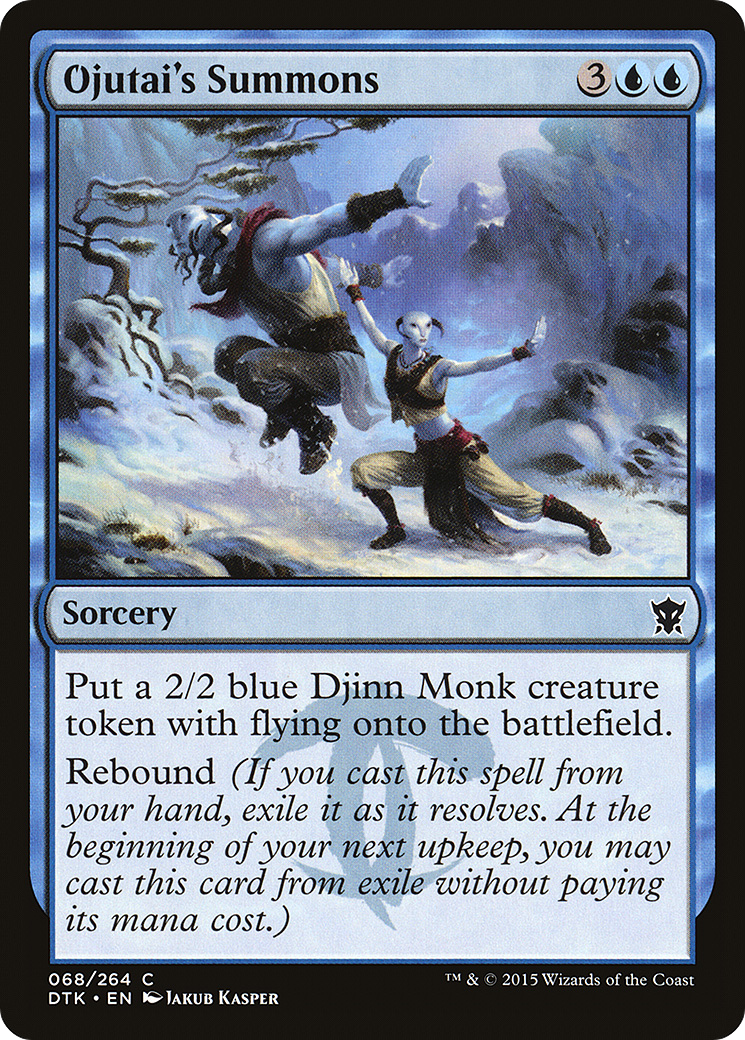 Ojutai's Summons 3
Sorcery
Put a 2/2 blue Djinn Monk creature
token with flying onto the battlefield.
Rebound (If you cast this spell from
your hand, exile it as it resolves. At the
beginning of your next upkeep, you may
cast this card from exile without paying
its mana cost.)
068/264 C
DTK • EN Jakub Kasper
™ & © 2015 Wizards of the Coast